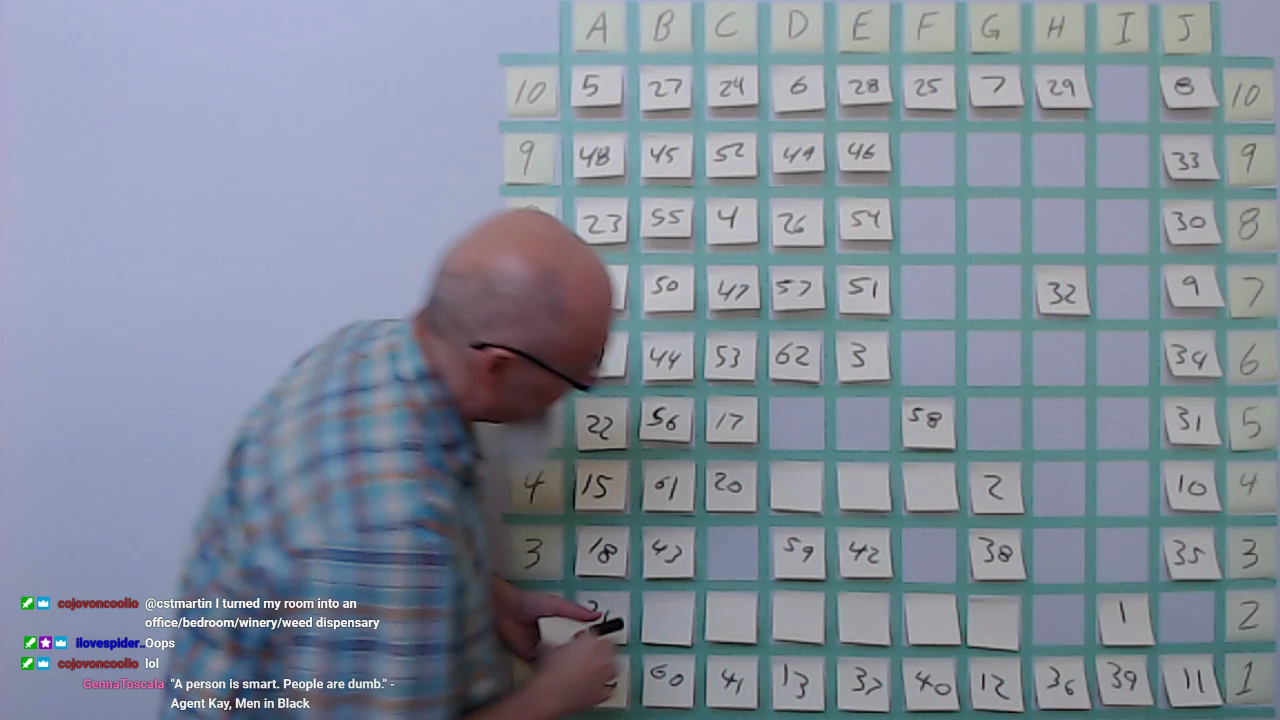 A B C D E F G H I J
10 5 27 24 6 28 25 7 29 8 10
9 48 45 52 49 46 33 9
23 55 4 26 54 30 8
50 47 57 51 32 9 7
44 53 62 3 34 6
22 56 17 58 31 5
4 15 61 20 2 10 4
3 18 43 59 42 38 35 3
1 2
60 41 13 37 40 12 36 39 11 1
cojovoncoolio @cstmartin I turned my room into an
office/bedroom/winery/weed dispensary
ilovespider.. Oops
cojovoncoolio lol
GennaToscala "A person is smart. People are dumb." -
Agent Kay, Men in Black